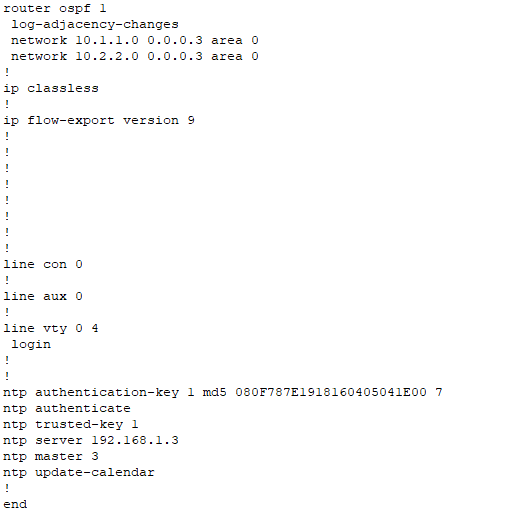 router ospf 1
 log-adjacency-changes
 network 10.1.1.0 0.0.0.3 area 0
 network 10.2.2.0 0.0.0.3 area 0
!
ip classless
!
ip flow-export version 9
!
!
!
!
!
!
!
!
line con 0
!
line aux 0
!
line vty 0 4
 login
!
!
ntp authentication-key 1 md5 080F787E1918160405041E00 7
ntp authenticate
ntp trusted-key 1
ntp server 192.168.1.3
ntp master 3
ntp update-calendar
!
end